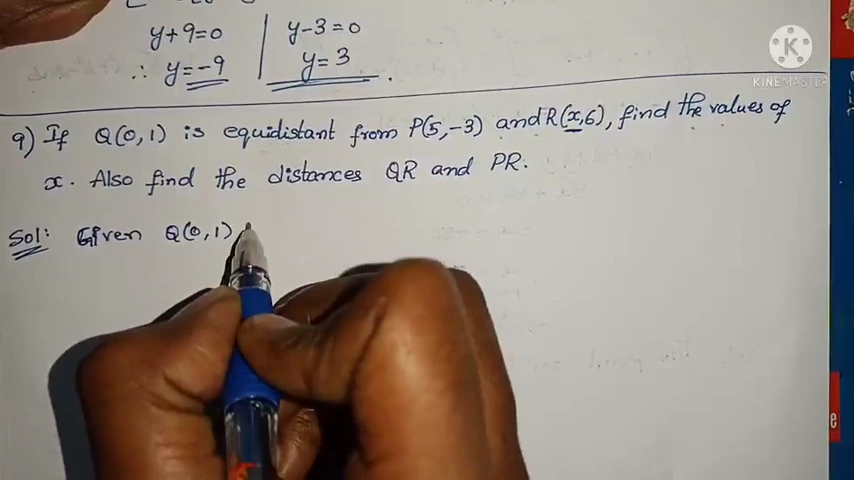 y+9=0 y-3=0
∴ y=-9 y=3
9) If Q(0,1) is equidistant from P(5,-3) and R(x,6), find the values of
x. Also find the distances QR and PR.
Sol: Given Q(0,1)
K
KINEMASTER